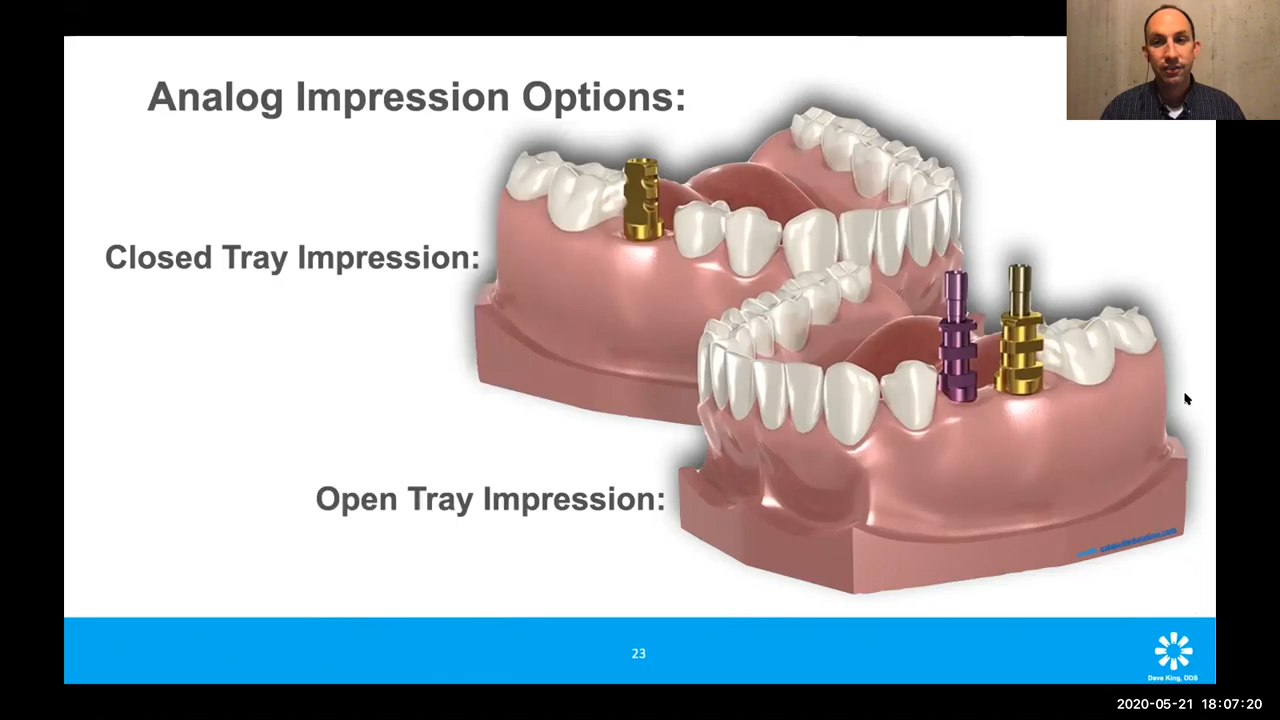 Analog Impression Options:
Closed Tray Impression:
Open Tray Impression:
23
Dave King, DDS
2020-05-21 18:07:20